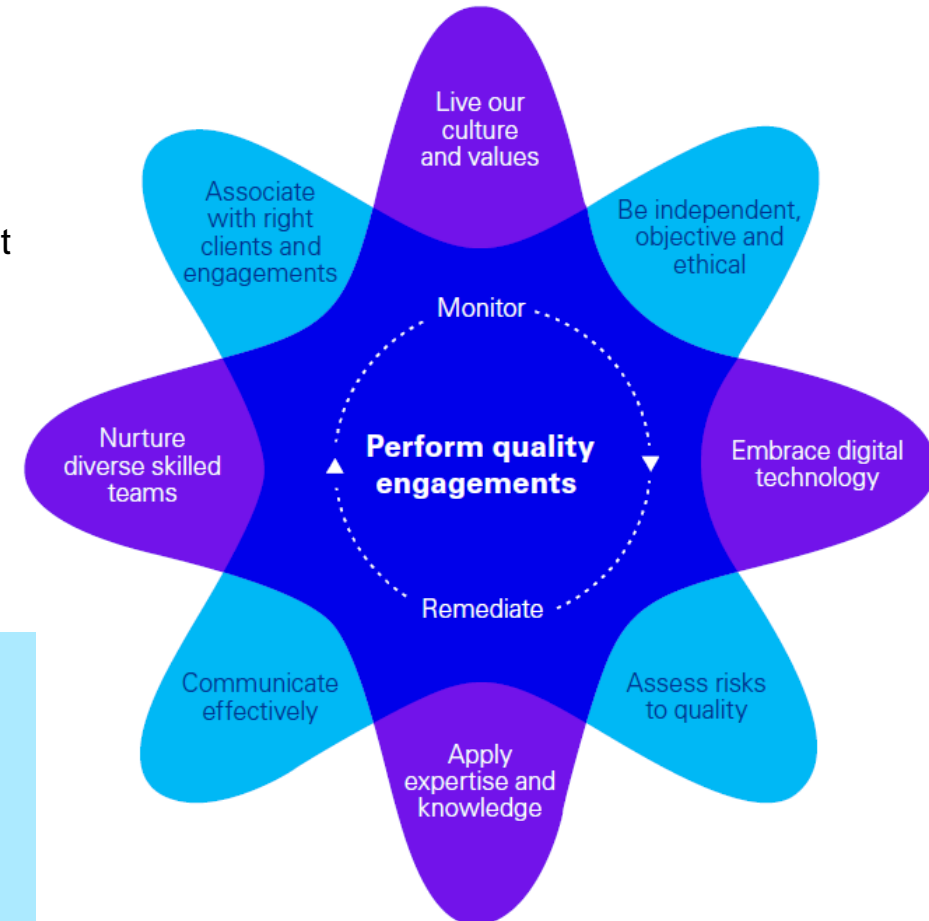 Live our
culture
and values
Associate
with right
clients and
engagements
Be independent,
objective and
ethical
t
Monitor
Nurture
diverse skilled
teams
Perform quality
engagements
Embrace digital
technology
Remediate
Communicate
effectively
Assess risks
to quality
Apply
expertise and
knowledge